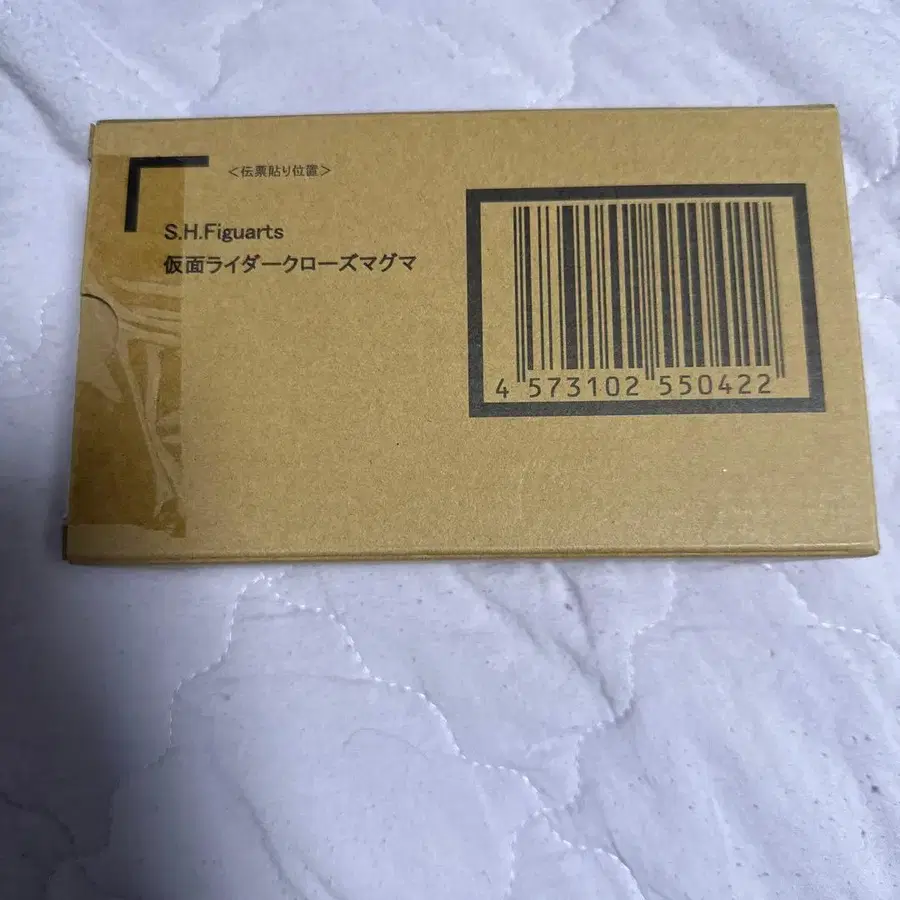 ＜伝票貼り位置＞
S.H.Figuarts
仮面ライダークローズマグマ
4 573102 550422